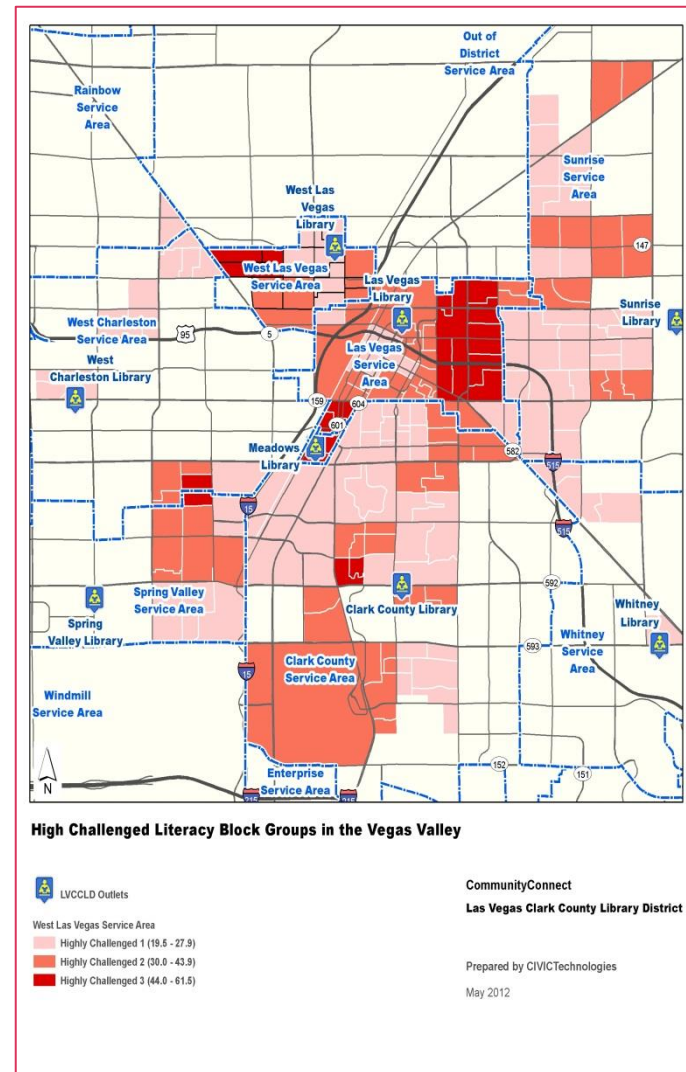 Out of
District
Service Area
Rainbow
Service
Area
Sunrise
Service
Area
West Las
Vegas
Library
147
West Las Vegas
Service Area
Las Vegas
Library
Sunrise
Library
West Charleston
Service Area
95
5
West
Charleston Library
Las Vegas
Service
Area
159
604
601
Meadows
Library
582
515
15
515
592
Spring Valley
Service Area
Clark County Library
Spring
Valley Library
Whitney
Library
593
Whitney
Service
Area
15
Clark County
Service Area
Windmill
Service Area
N
Enterprise
Service Area
152
151
215
215
215
High Challenged Literacy Block Groups in the Vegas Valley
LVCCLD Outlets
West Las Vegas Service Area
Highly Challenged 1 (19.5 - 27.9)
Highly Challenged 2 (30.0 - 43.9)
Highly Challenged 3 (44.0 - 61.5)
CommunityConnect
Las Vegas Clark County Library District
Prepared by CIVICTechnologies
May 2012